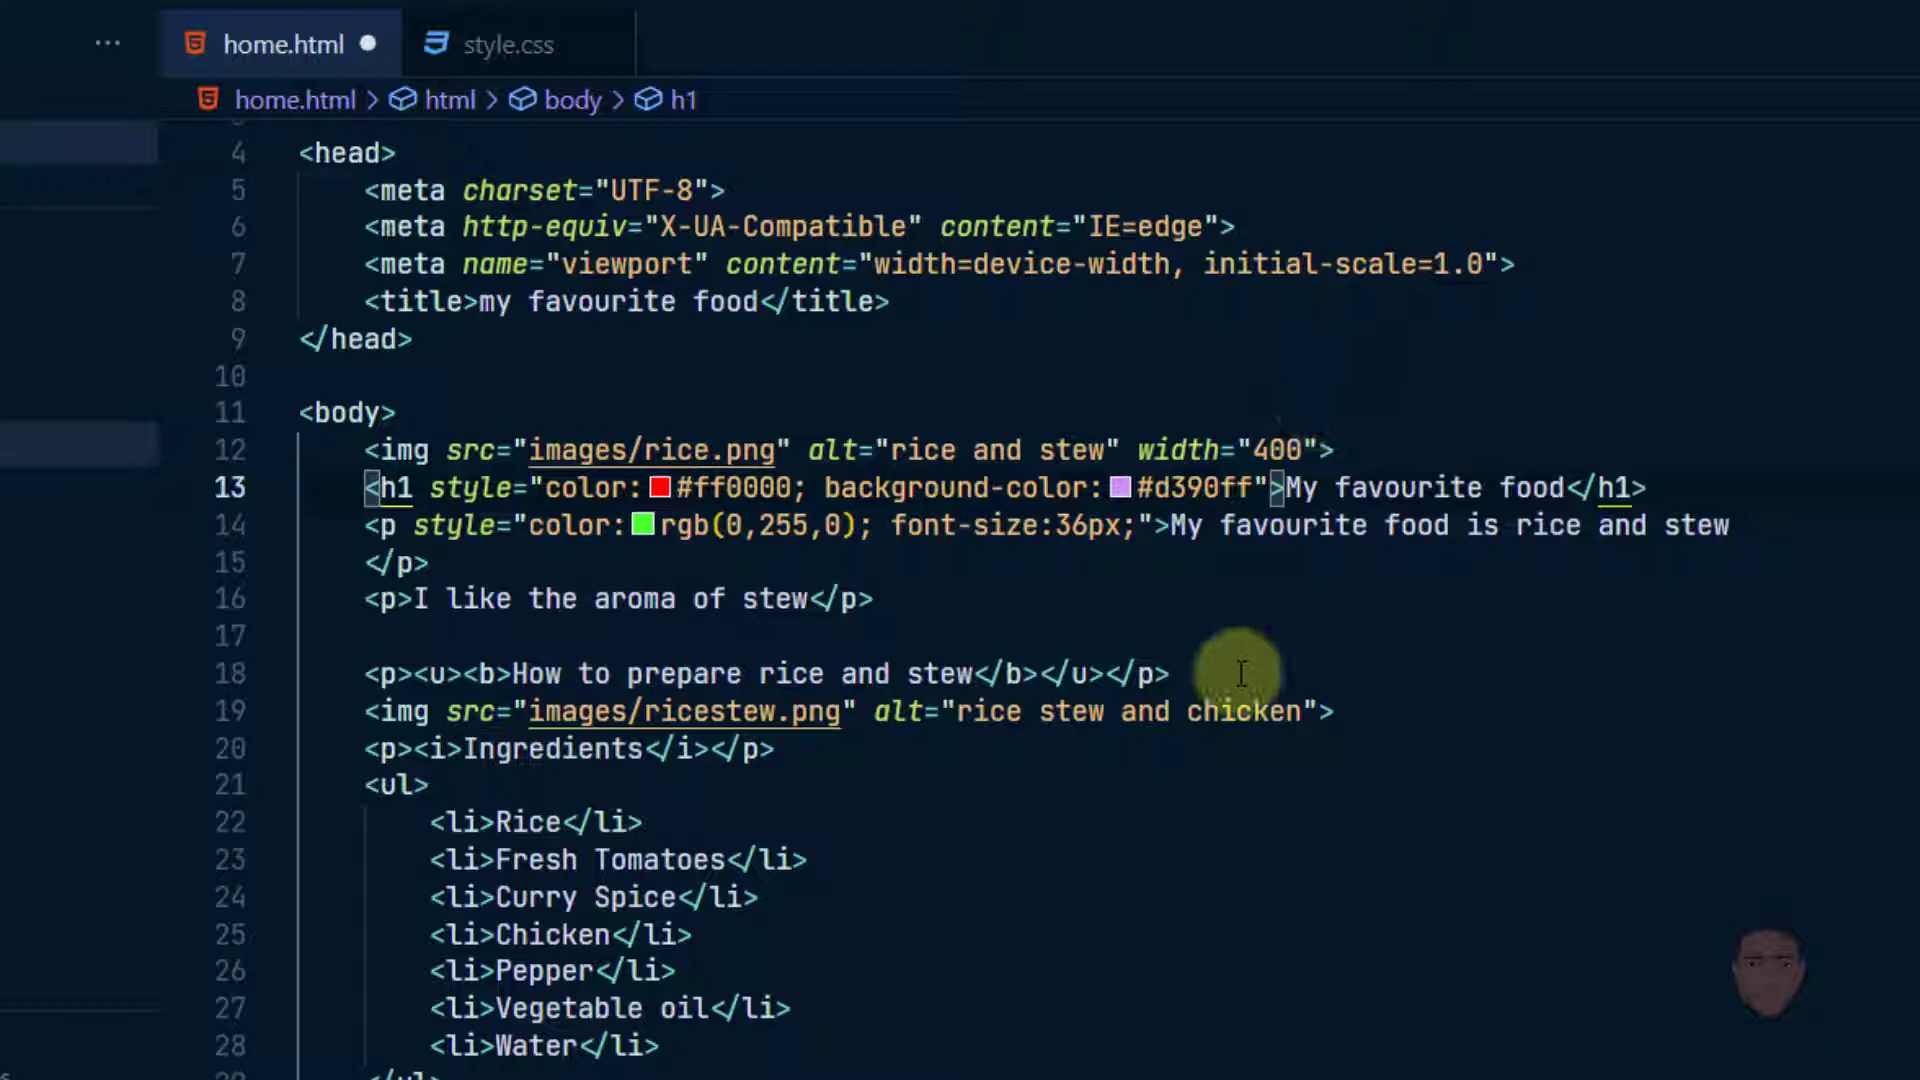 home.html
style.css
home.html > html > body > h1
4 <head>
5 <meta charset="UTF-8">
6 <meta http-equiv="X-UA-Compatible" content="IE=edge">
7 <meta name="viewport" content="width=device-width, initial-scale=1.0">
8 <title>my favourite food</title>
9 </head>
10
11 <body>
12 <img src="images/rice.png" alt="rice and stew" width="400">
13 <h1 style="color:#ff0000; background-color:#d390ff">My favourite food</h1>
14 <p style="color:rgb(0,255,0); font-size:36px;">My favourite food is rice and stew
15 </p>
16 <p>I like the aroma of stew</p>
17
18 <p><u><b>How to prepare rice and stew</b></u></p>
19 <img src="images/ricestew.png" alt="rice stew and chicken">
20 <p><i>Ingredients</i></p>
21 <ul>
22 <li>Rice</li>
23 <li>Fresh Tomatoes</li>
24 <li>Curry Spice</li>
25 <li>Chicken</li>
26 <li>Pepper</li>
27 <li>Vegetable oil</li>
28 <li>Water</li>